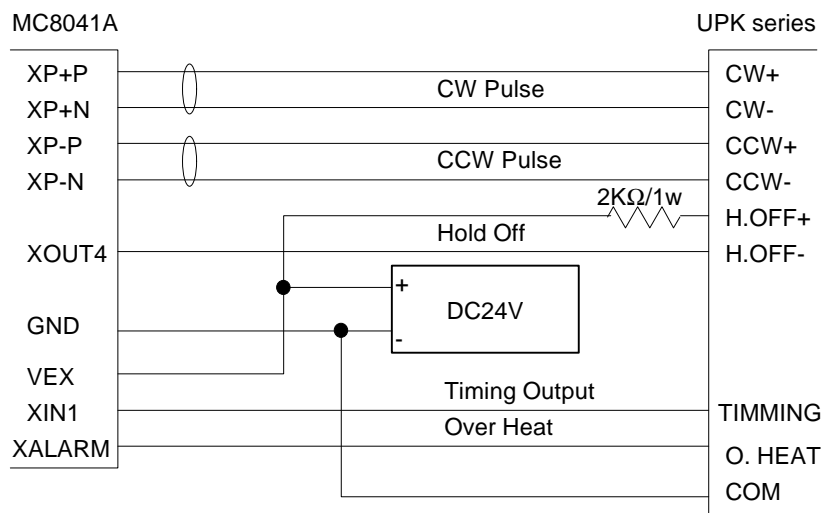 MC8041A
UPK series
XP+P
CW+
CW Pulse
XP+N
CW-
XP-P
CCW+
CCW Pulse
XP-N
CCW-
2KΩ/1w
H.OFF+
Hold Off
XOUT4
H.OFF-
+
DC24V
GND
-
VEX
Timing Output
XIN1
TIMMING
Over Heat
XALARM
O. HEAT
COM